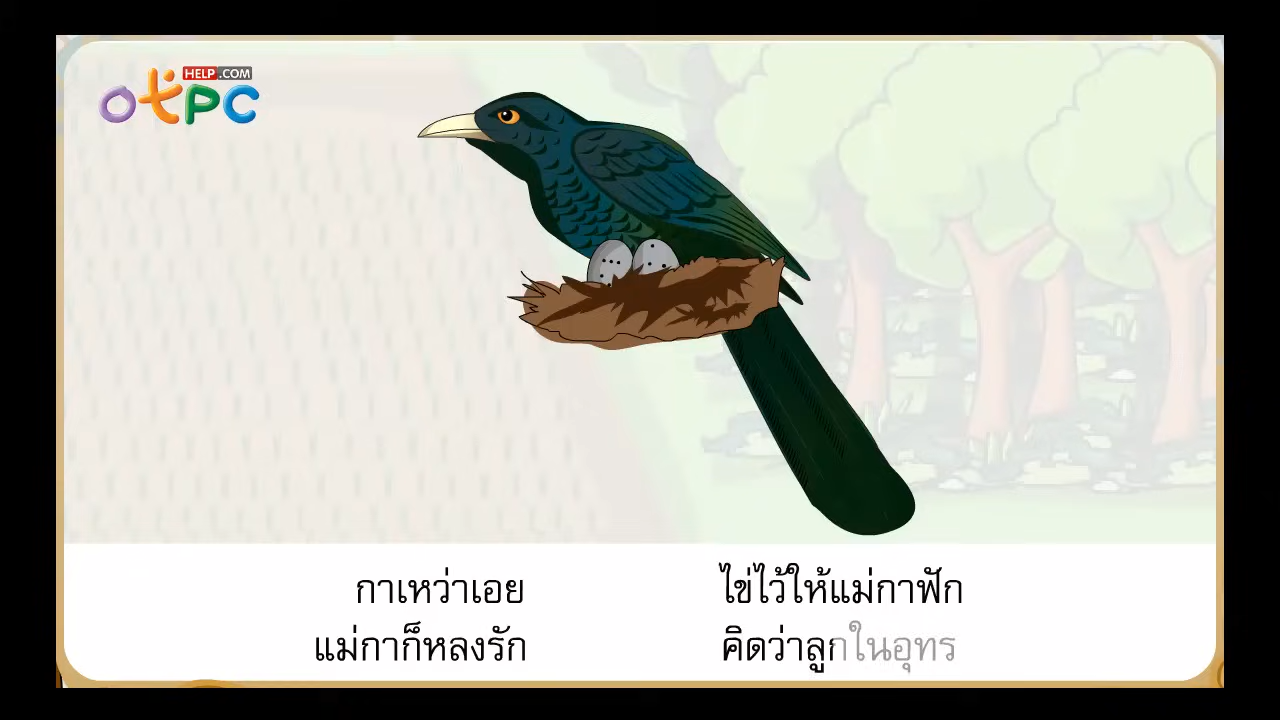 HELP.COM
OTPC
กาเหว่าเอย ไข่ไว้ให้แม่กาฟัก
แม่กาก็หลงรัก คิดว่าลูกในอุทร